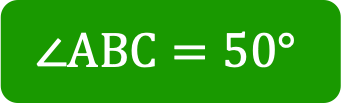 ∠ABC = 50°